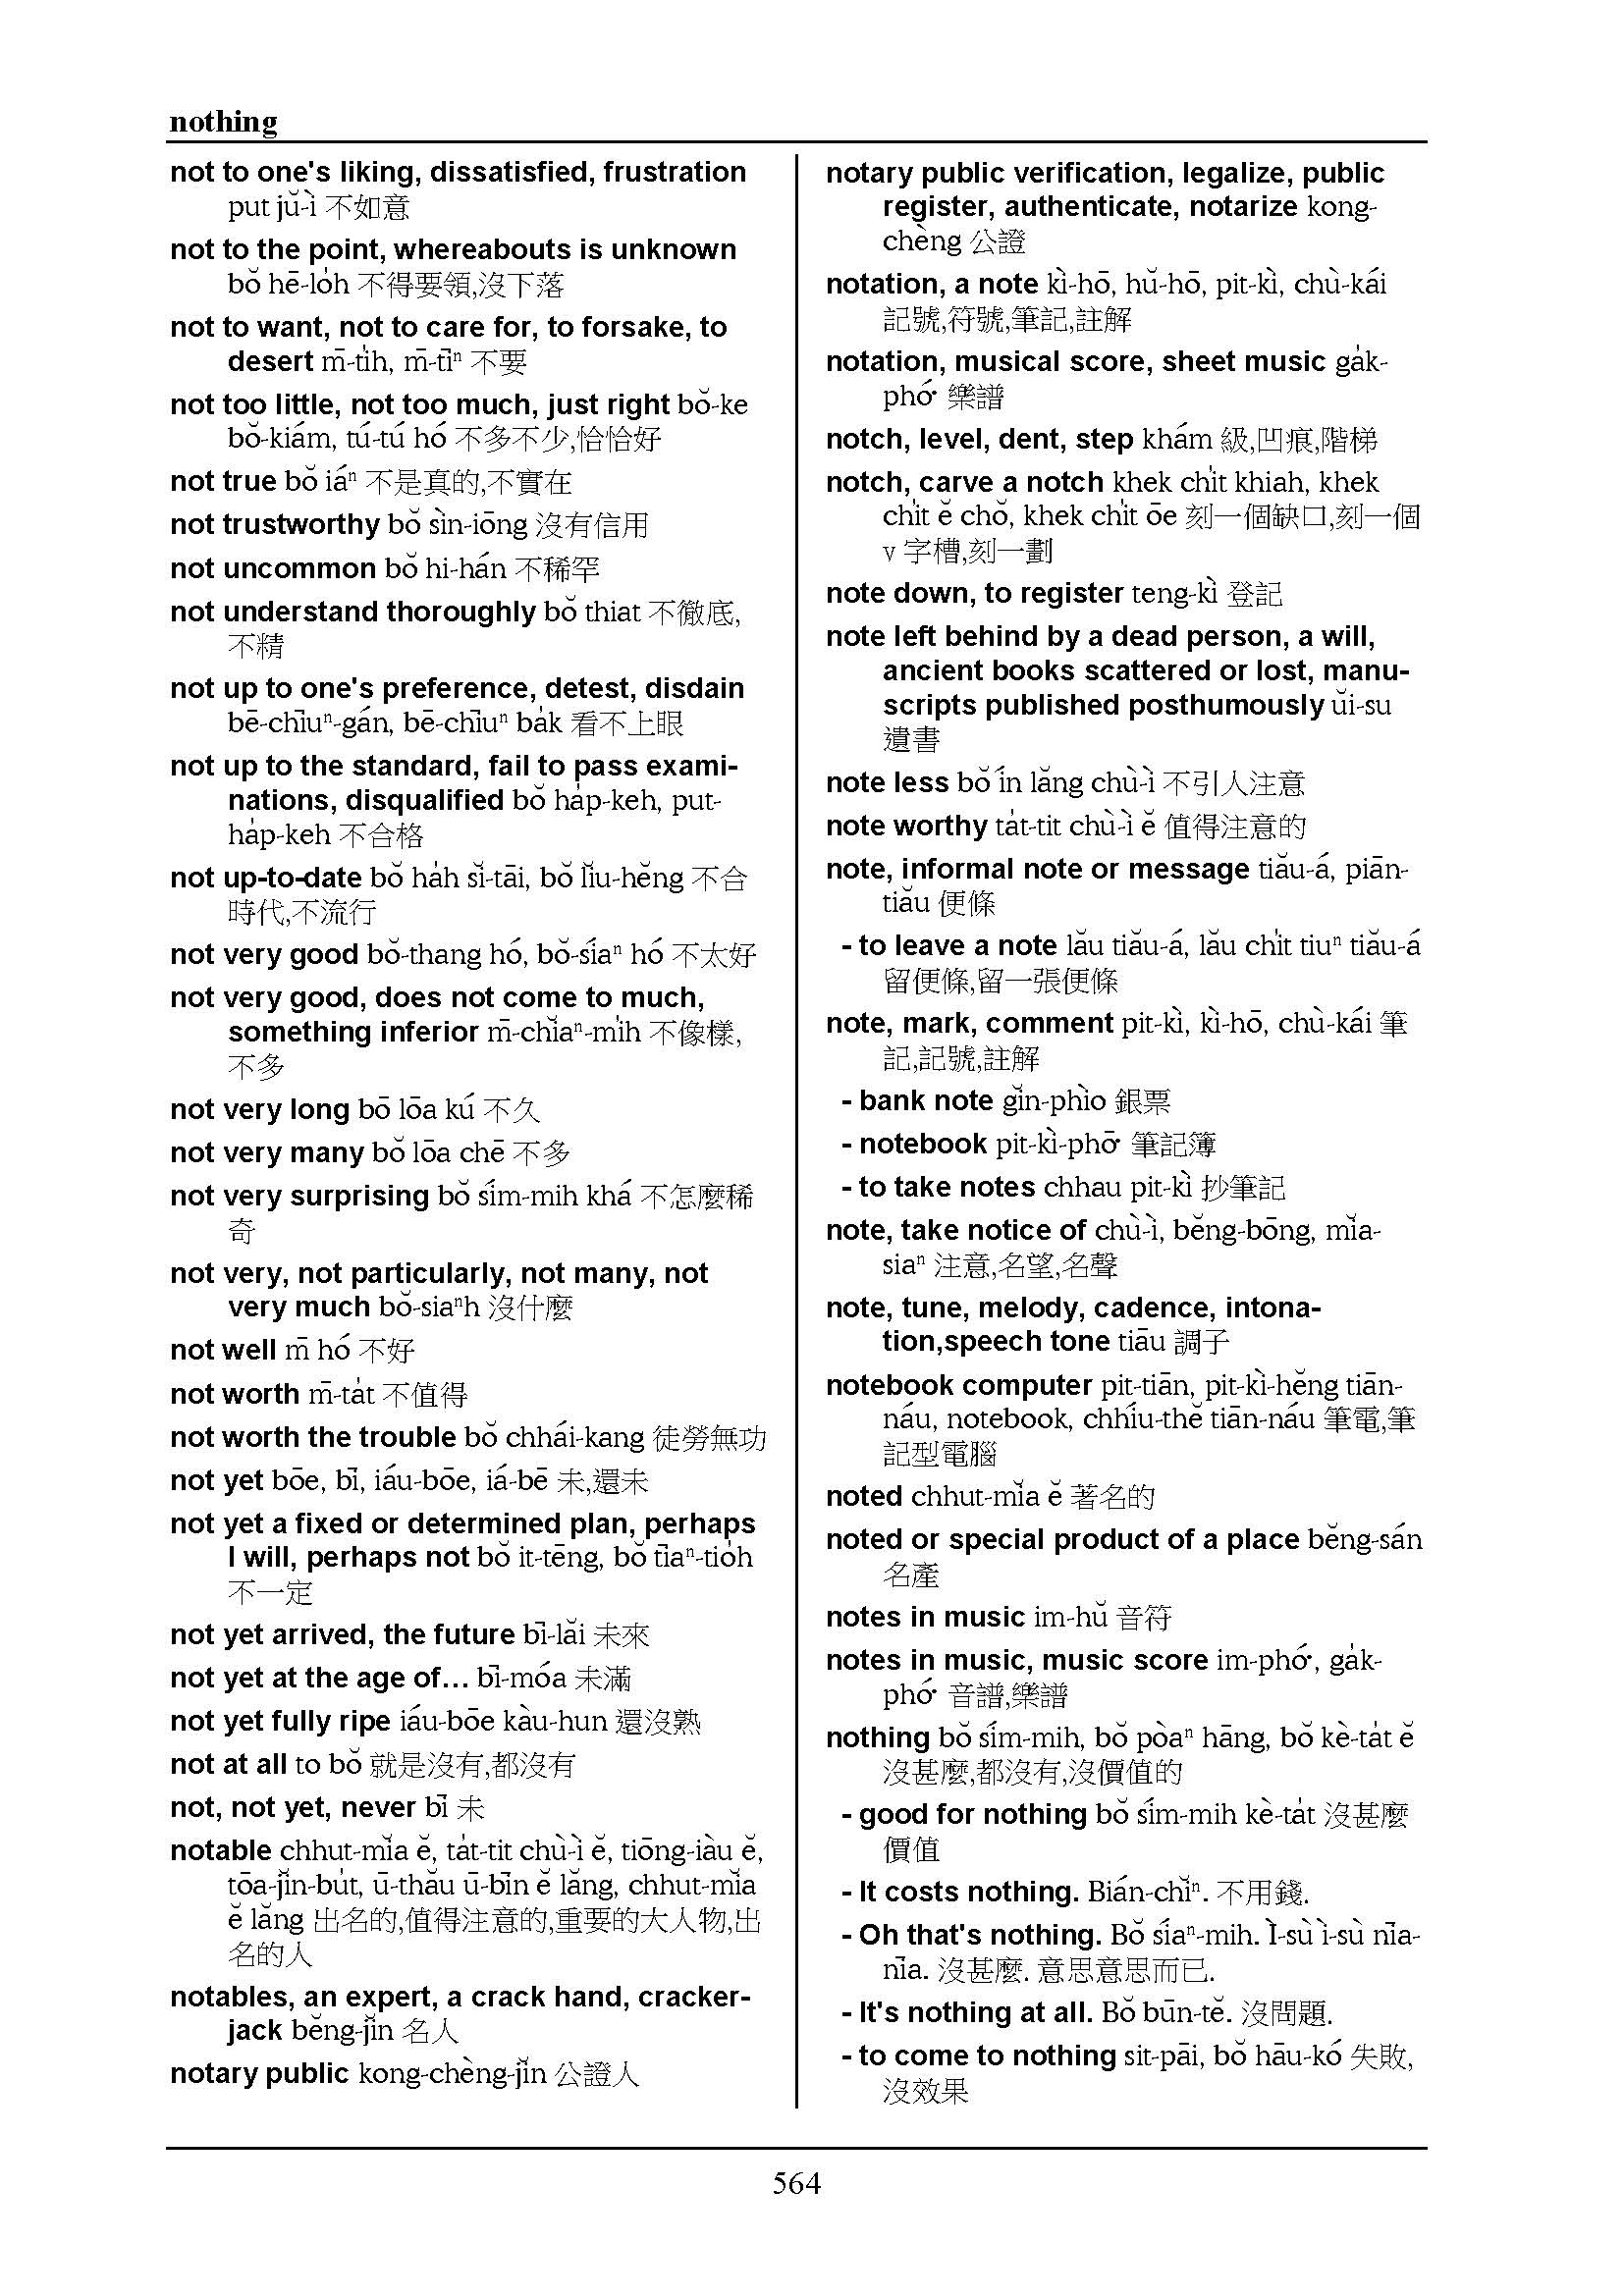 nothing
not to one's liking, dissatisfied, frustration
put jŭ-ì 不如意
not to the point, whereabouts is unknown
bŏ hē-lo̍h 不得要領,沒下落
not to want, not to care for, to forsake, to
desert m̄-ti̍h, m̄-tīⁿ 不要
not too little, not too much, just right bŏ-ke
bŏ-kiám, tú-tú hó 不多不少,恰恰好
not true bŏ iáⁿ 不是真的,不實在
not trustworthy bŏ sìn-iōng 沒有信用
not uncommon bŏ hi-hán 不稀罕
not understand thoroughly bŏ thiat 不徹底,
不精
not up to one's preference, detest, disdain
bē-chīuⁿ-gán, bē-chīuⁿ ba̍k 看不上眼
not up to the standard, fail to pass exami-
nations, disqualified bŏ ha̍p-keh, put-
ha̍p-keh 不合格
not up-to-date bŏ ha̍h sĭ-tāi, bŏ lĭu-hĕng 不合
時代,不流行
not very good bŏ-thang hó, bŏ-síaⁿ hó 不太好
not very good, does not come to much,
something inferior m̄-chĭaⁿ-mi̍h 不像樣,
不多
not very long bō lōa kú 不久
not very many bŏ lōa chē 不多
not very surprising bŏ sím-mih khá 不怎麼稀
奇
not very, not particularly, not many, not
very much bŏ-siaⁿh 沒什麼
not well m̄ hó 不好
not worth m̄-ta̍t 不值得
not worth the trouble bŏ chhái-kang 徒勞無功
not yet bōe, bī, iáu-bōe, iá-bē 未,還未
not yet a fixed or determined plan, perhaps
I will, perhaps not bŏ it-tēng, bŏ tīaⁿ-tio̍h
不一定
not yet arrived, the future bī-lăi 未來
not yet at the age of... bī-móa 未滿
not yet fully ripe iáu-bōe kàu-hun 還沒熟
not at all to bŏ 就是沒有,都沒有
not, not yet, never bī 未
notable chhut-mĭa ĕ, ta̍t-tit chù-ì ĕ, tiōng-iàu ĕ,
tōa-jĭn-bu̍t, ū-thău ū-bīn ĕ lăng, chhut-mĭa
ĕ lăng 出名的,值得注意的,重要的大人物,出
名的人
notables, an expert, a crack hand, cracker-
jack bĕng-jĭn 名人
notary public kong-chèng-jĭn 公證人
notary public verification, legalize, public
register, authenticate, notarize kong-
chèng 公證
notation, a note kì-hō, hŭ-hō, pit-kì, chù-kái
記號,符號,筆記,註解
notation, musical score, sheet music ga̍k-
phó͘ 樂譜
notch, level, dent, step khám 級,凹痕,階梯
notch, carve a notch khek chi̍t khiah, khek
chi̍t ĕ chŏ, khek chi̍t ōe 刻一個缺口,刻一個
v 字槽,刻一劃
note down, to register teng-kì 登記
note left behind by a dead person, a will,
ancient books scattered or lost, manu-
scripts published posthumously ŭi-su
遺書
note less bŏ ín lăng chù-ì 不引人注意
note worthy ta̍t-tit chù-ì ĕ 值得注意的
note, informal note or message tiău-á, piān-
tiău 便條
- to leave a note lău tiău-á, lău chi̍t tiuⁿ tiău-á
留便條,留一張便條
note, mark, comment pit-kì, kì-hō, chù-kái 筆
記,記號,註解
- bank note gĭn-phìo 銀票
- notebook pit-kì-phō͘ 筆記簿
- to take notes chhau pit-kì 抄筆記
note, take notice of chù-ì, bĕng-bōng, mĭa-
siaⁿ 注意,名望,名聲
note, tune, melody, cadence, intona-
tion,speech tone tiāu 調子
notebook computer pit-tiān, pit-kì-hĕng tiān-
náu, notebook, chhíu-thĕ tiān-náu 筆電,筆
記型電腦
noted chhut-mĭa ĕ 著名的
noted or special product of a place bĕng-sán
名產
notes in music im-hŭ 音符
notes in music, music score im-phó͘, ga̍k-
phó͘ 音譜,樂譜
nothing bŏ sím-mih, bŏ pòaⁿ hāng, bŏ kè-ta̍t ĕ
沒甚麼,都沒有,沒價值的
- good for nothing bŏ sím-mih kè-ta̍t 沒甚麼
價值
- It costs nothing. Bián-chĭⁿ. 不用錢.
- Oh that's nothing. Bŏ síaⁿ-mih. Ì-sù ì-sù nīa-
nīa. 沒甚麼. 意思意思而已.
- It's nothing at all. Bŏ būn-tĕ. 沒問題.
- to come to nothing sit-pāi, bŏ hāu-kó 失敗,
沒效果
564